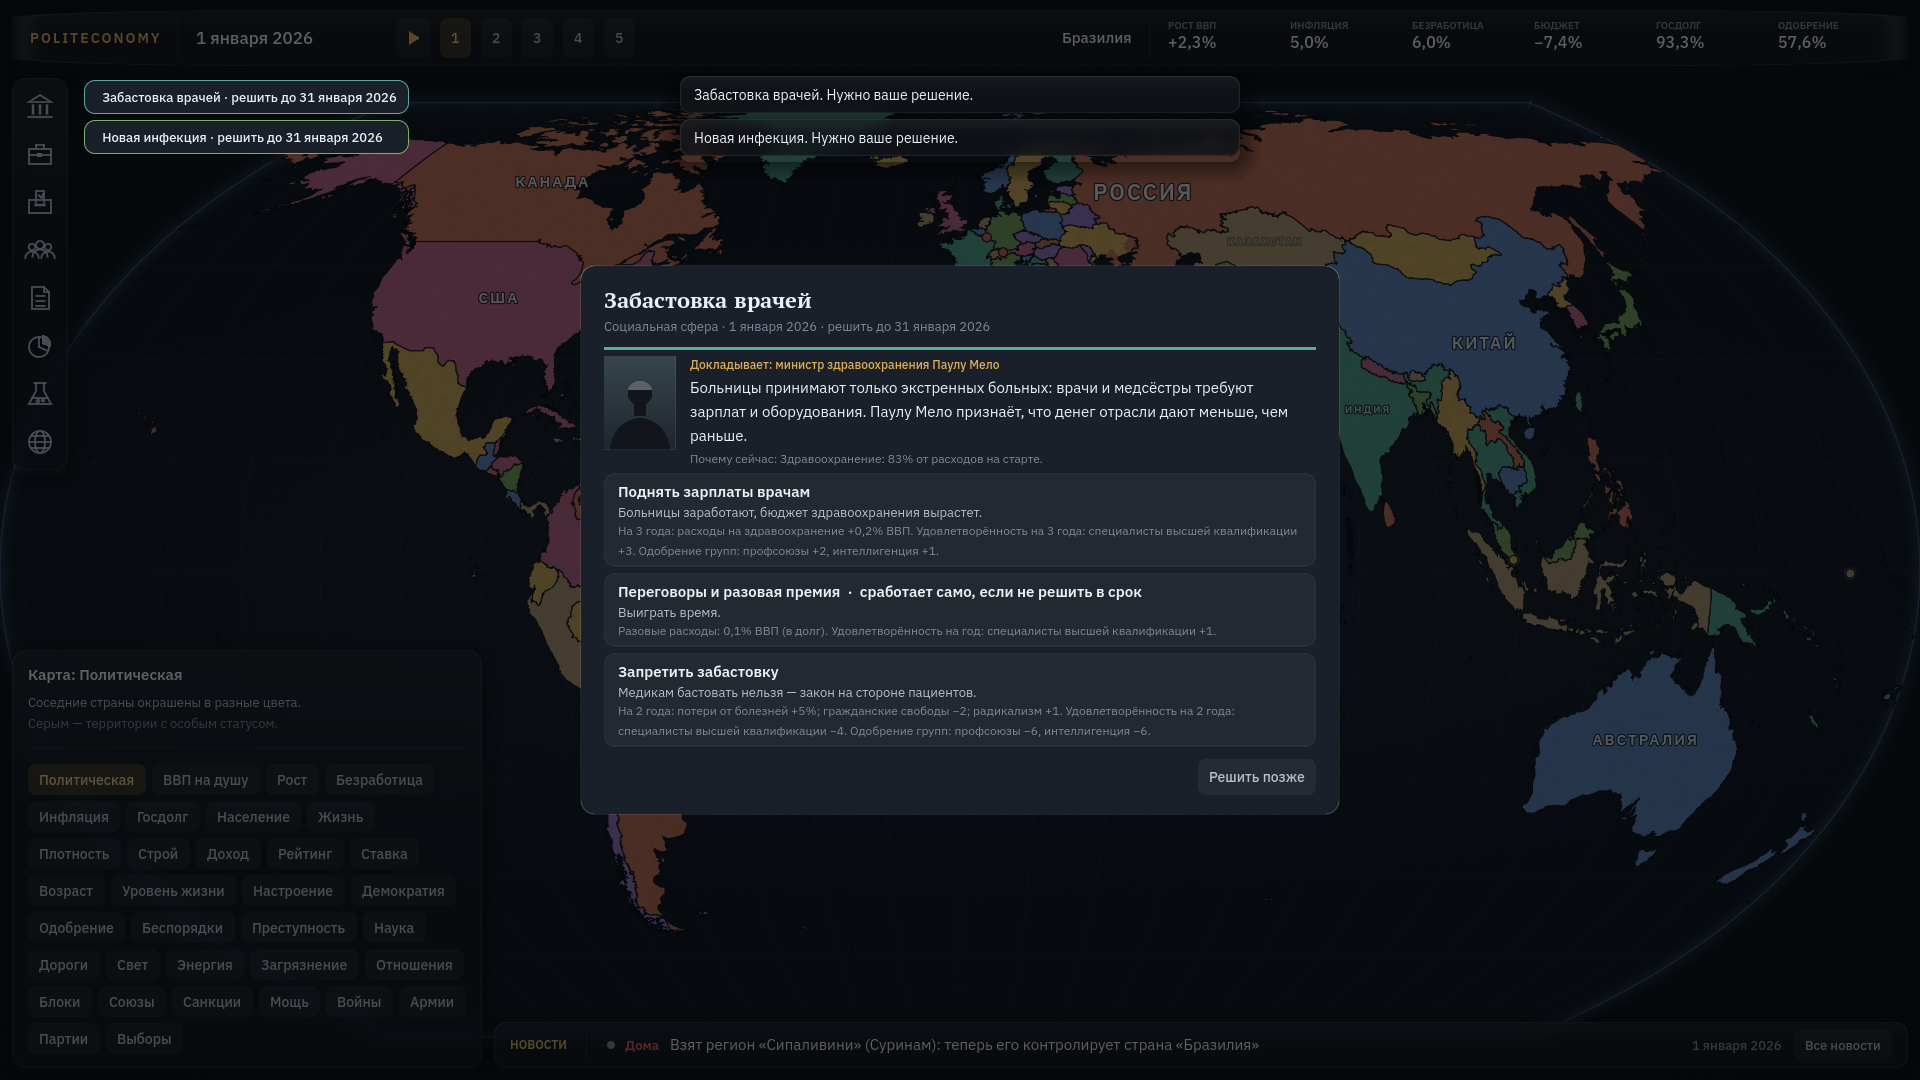 POLITECONOMY
1 января 2026
1 2 3 4 5
Бразилия
РОСТ ВВП
+2,3%
ИНФЛЯЦИЯ
5,0%
БЕЗРАБОТИЦА
6,0%
БЮДЖЕТ
−7,4%
ГОСДОЛГ
93,3%
ОДОБРЕНИЕ
57,6%
Забастовка врачей · решить до 31 января 2026
Новая инфекция · решить до 31 января 2026
Забастовка врачей. Нужно ваше решение.
Новая инфекция. Нужно ваше решение.
КАНАДА
РОССИЯ
КАЗАХСТАН
США
КИТАЙ
ИНДИЯ
АВСТРАЛИЯ
Забастовка врачей
Социальная сфера · 1 января 2026 · решить до 31 января 2026
Докладывает: министр здравоохранения Паулу Мело
Больницы принимают только экстренных больных: врачи и медсёстры требуют
зарплат и оборудования. Паулу Мело признаёт, что денег отрасли дают меньше, чем
раньше.
Почему сейчас: Здравоохранение: 83% от расходов на старте.
Поднять зарплаты врачам
Больницы заработают, бюджет здравоохранения вырастет.
На 3 года: расходы на здравоохранение +0,2% ВВП. Удовлетворённость на 3 года: специалисты высшей квалификации
+3. Одобрение групп: профсоюзы +2, интеллигенция +1.
Переговоры и разовая премия · сработает само, если не решить в срок
Выиграть время.
Разовые расходы: 0,1% ВВП (в долг). Удовлетворённость на год: специалисты высшей квалификации +1.
Запретить забастовку
Медикам бастовать нельзя — закон на стороне пациентов.
На 2 года: потери от болезней +5%; гражданские свободы −2; радикализм +1. Удовлетворённость на 2 года:
специалисты высшей квалификации −4. Одобрение групп: профсоюзы −6, интеллигенция −6.
Решить позже
Карта: Политическая
Соседние страны окрашены в разные цвета.
Серым — территории с особым статусом.
Политическая ВВП на душу Рост Безработица
Инфляция Госдолг Население Жизнь
Плотность Строй Доход Рейтинг Ставка
Возраст Уровень жизни Настроение Демократия
Одобрение Беспорядки Преступность Наука
Дороги Свет Энергия Загрязнение Отношения
Блоки Союзы Санкции Мощь Войны Армии
Партии Выборы
НОВОСТИ
Дома Взят регион «Сипаливини» (Суринам): теперь его контролирует страна «Бразилия»
1 января 2026
Все новости